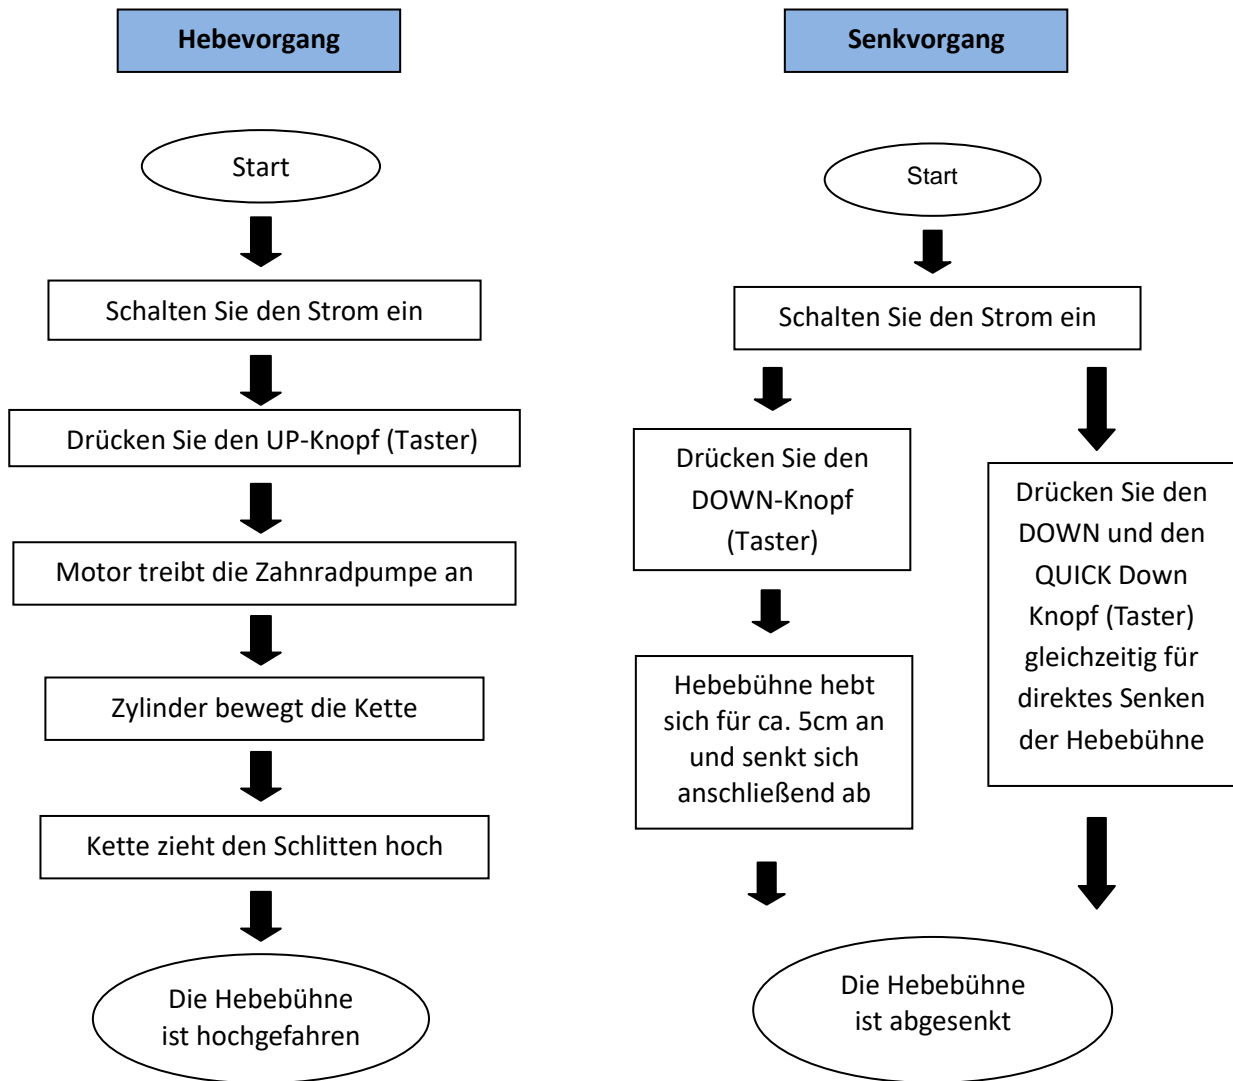 Hebevorgang
Start
Schalten Sie den Strom ein
Drücken Sie den UP-Knopf (Taster)
Motor treibt die Zahnradpumpe an
Zylinder bewegt die Kette
Kette zieht den Schlitten hoch
Die Hebebühne
ist hochgefahren
Senkvorgang
Start
Schalten Sie den Strom ein
Drücken Sie den
DOWN-Knopf
(Taster)
Hebebühne hebt
sich für ca. 5cm an
und senkt sich
anschließend ab
Drücken Sie den
DOWN und den
QUICK Down
Knopf (Taster)
gleichzeitig für
direktes Senken
der Hebebühne
Die Hebebühne
ist abgesenkt